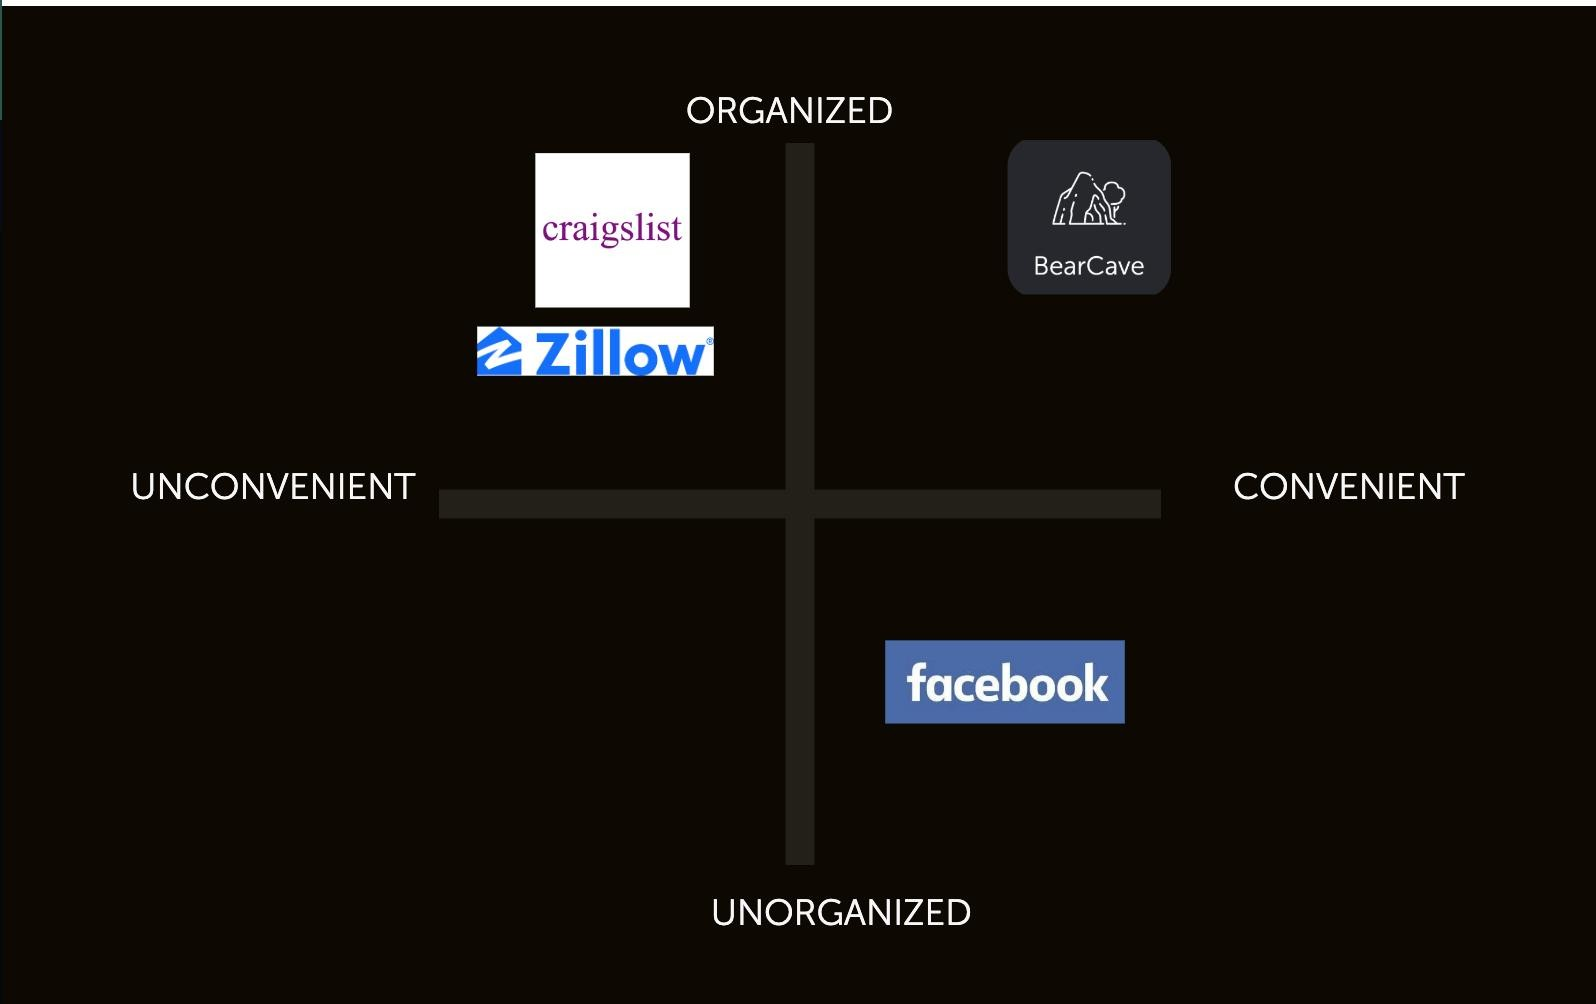 ORGANIZED
craigslist
BearCave
Zillow®
UNCONVENIENT
CONVENIENT
facebook
UNORGANIZED